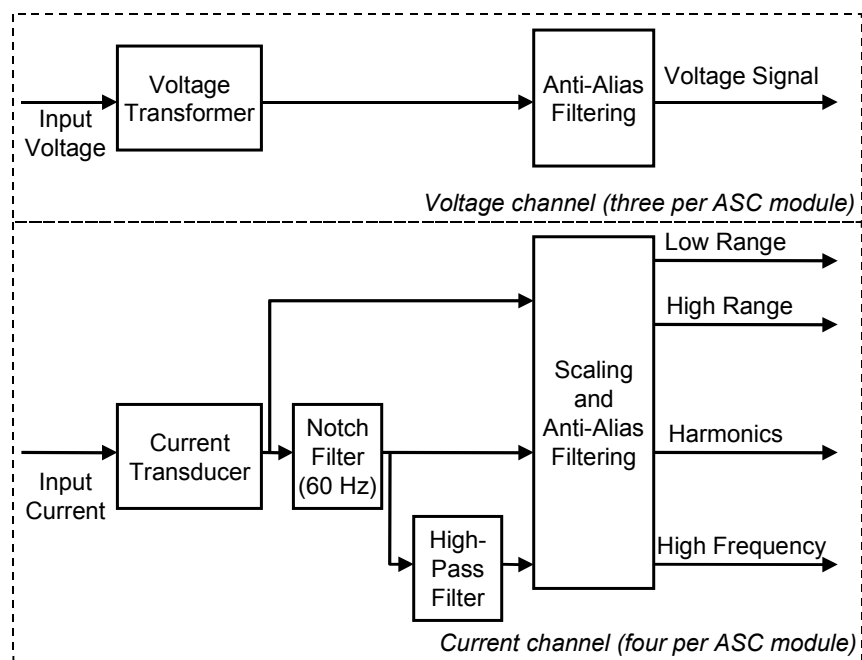 Voltage
Transformer
Input
Voltage
Anti-Alias
Filtering
Voltage Signal
Voltage channel (three per ASC module)
Input
Current
Current
Transducer
Notch
Filter
(60 Hz)
High-
Pass
Filter
Scaling
and
Anti-Alias
Filtering
Low Range
High Range
Harmonics
High Frequency
Current channel (four per ASC module)